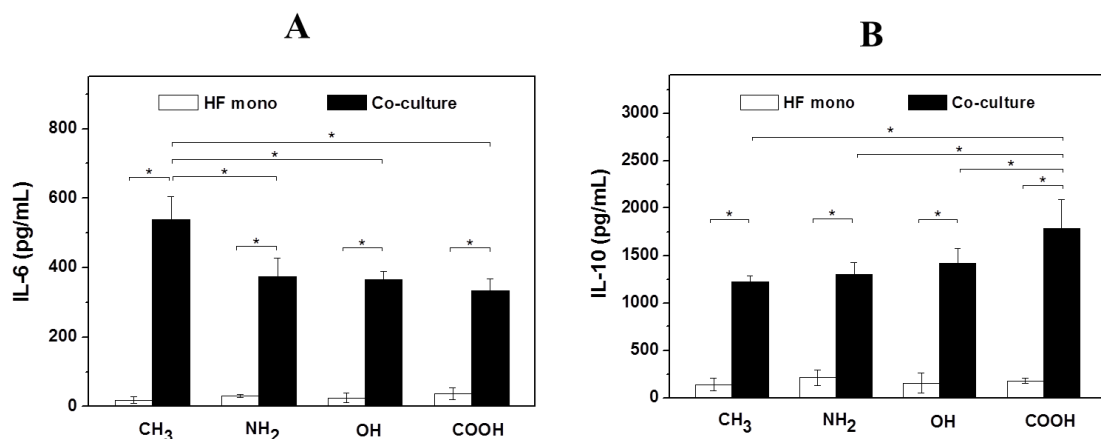 A
HF mono Co-culture
IL-6 (pg/mL)
800
600
400
200
0
* * * * * * *
CH₃ NH₂ OH COOH
B
HF mono Co-culture
IL-10 (pg/mL)
3000
2500
2000
1500
1000
500
0
* * * * * * *
CH₃ NH₂ OH COOH